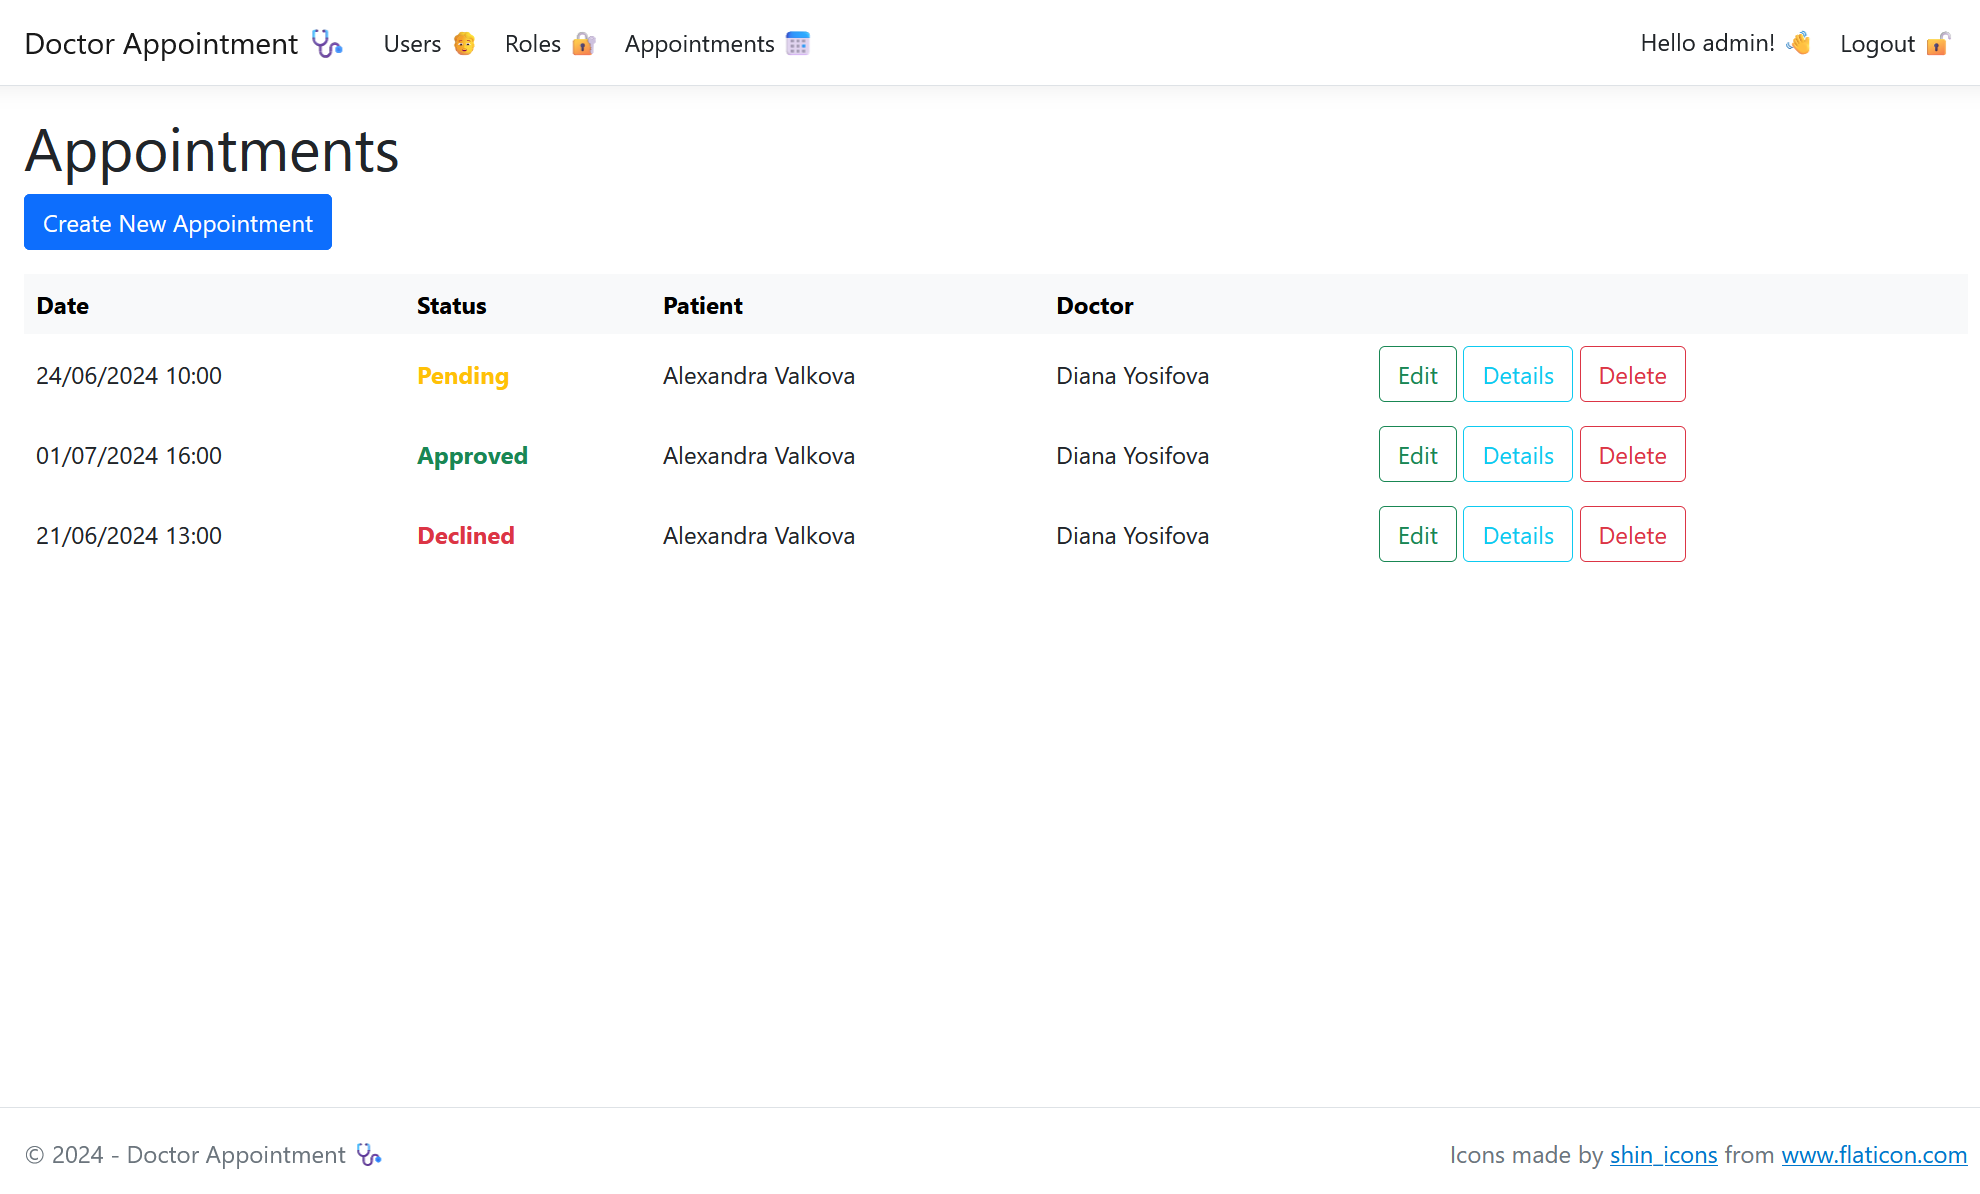 Doctor Appointment Users Roles Appointments Hello admin! Logout
Appointments
Create New Appointment
Date Status Patient Doctor
24/06/2024 10:00 Pending Alexandra Valkova Diana Yosifova Edit Details Delete
01/07/2024 16:00 Approved Alexandra Valkova Diana Yosifova Edit Details Delete
21/06/2024 13:00 Declined Alexandra Valkova Diana Yosifova Edit Details Delete
© 2024 - Doctor Appointment Icons made by shin_icons from www.flaticon.com